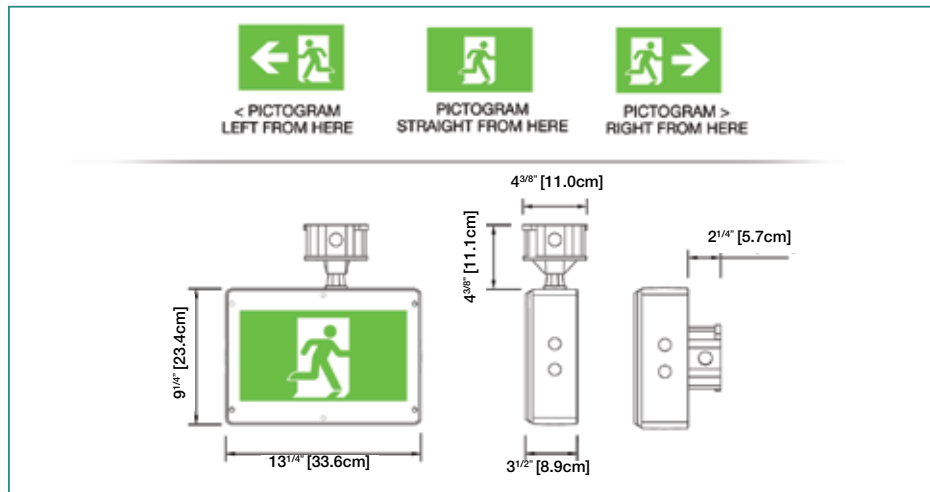 < PICTOGRAM
LEFT FROM HERE
PICTOGRAM
STRAIGHT FROM HERE
PICTOGRAM >
RIGHT FROM HERE
4 3/8" [11.0cm]
4 3/8" [11.1cm]
2 1/4" [5.7cm]
9 1/4" [23.4cm]
13 1/4" [33.6cm]
3 1/2" [8.9cm]